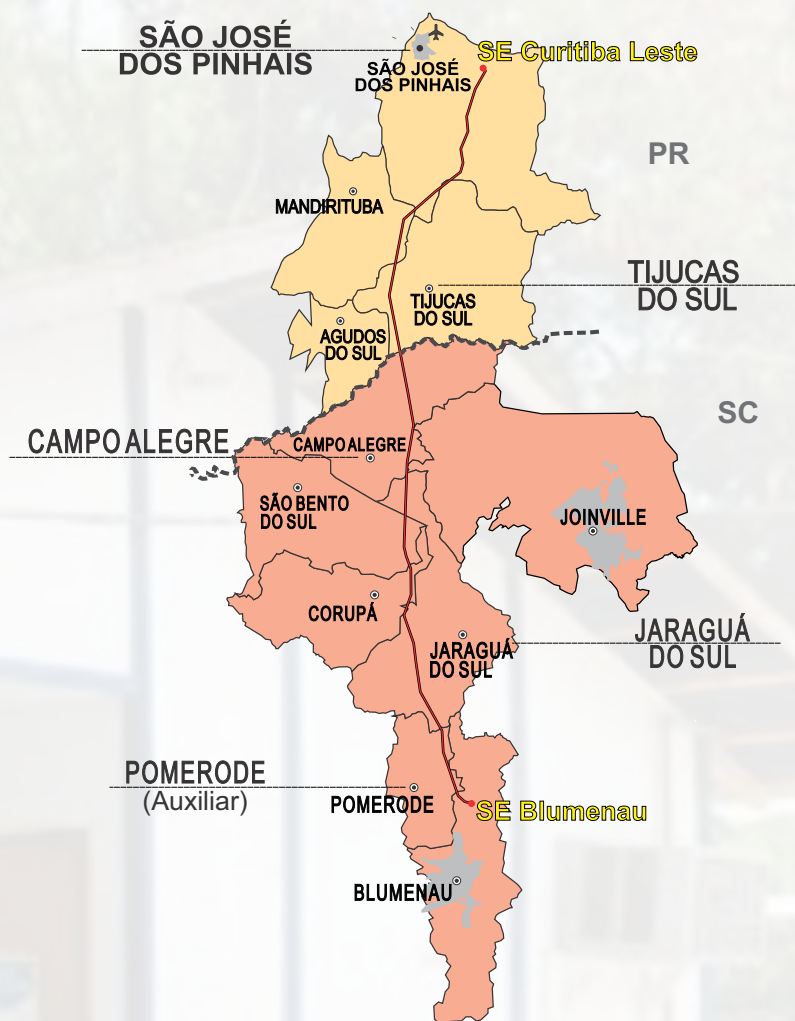 SÃO JOSÉ
DOS PINHAIS
SE Curitiba Leste
SÃO JOSÉ
DOS PINHAIS
PR
MANDIRITUBA
TIJUCAS
DO SUL
TIJUCAS
DO SUL
AGUDOS
DO SUL
SC
CAMPO ALEGRE
CAMPO ALEGRE
SÃO BENTO
DO SUL
JOINVILLE
CORUPÁ
JARAGUÁ
DO SUL
JARAGUÁ
DO SUL
POMERODE
(Auxiliar)
POMERODE
SE Blumenau
BLUMENAU